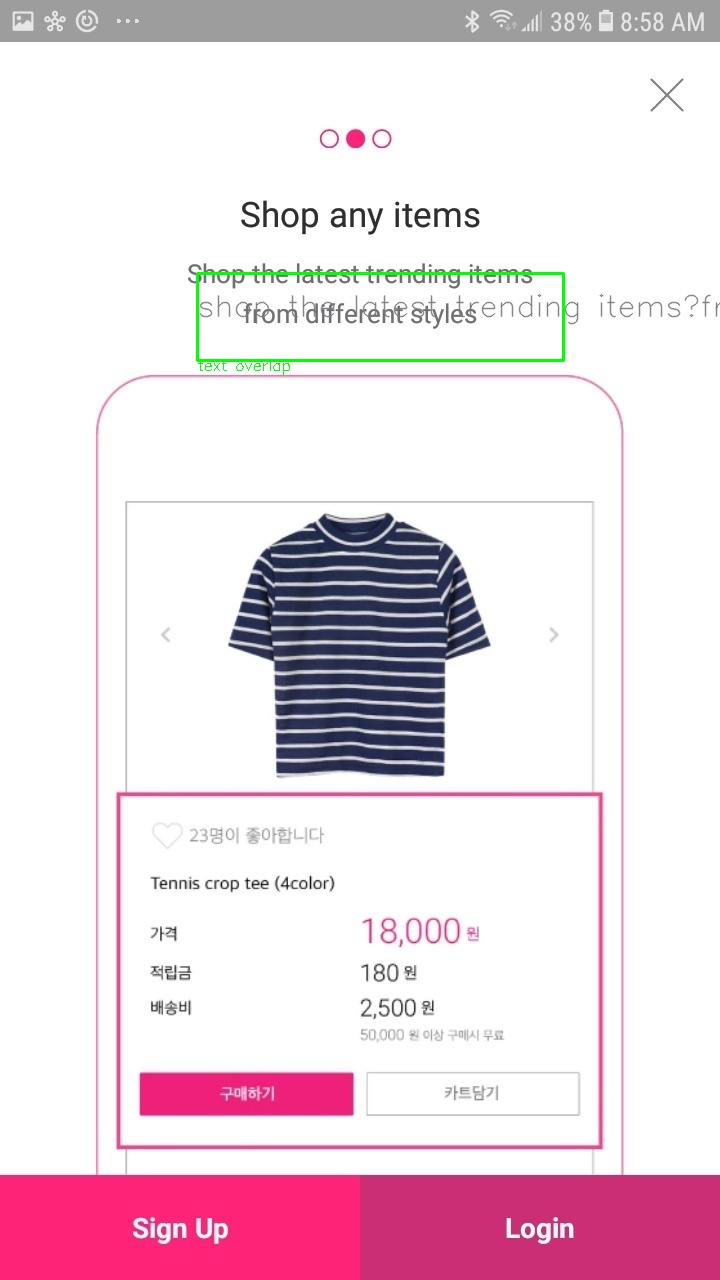 38% 8:58 AM
Shop any items
Shop the latest trending items
shop the latest trending items?fr
from different styles
text overlap
23명이 좋아합니다
Tennis crop tee (4color)
가격 18,000 원
적립금 180 원
배송비 2,500 원
50,000 원 이상 구매시 무료
구매하기 카트담기
Sign Up Login